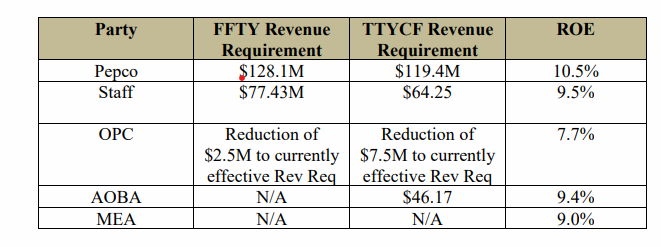 Party FFTY Revenue Requirement TTYCF Revenue Requirement ROE
Pepco $128.1M $119.4M 10.5%
Staff $77.43M $64.25 9.5%
OPC Reduction of $2.5M to currently effective Rev Req Reduction of $7.5M to currently effective Rev Req 7.7%
AOBA N/A $46.17 9.4%
MEA N/A N/A 9.0%